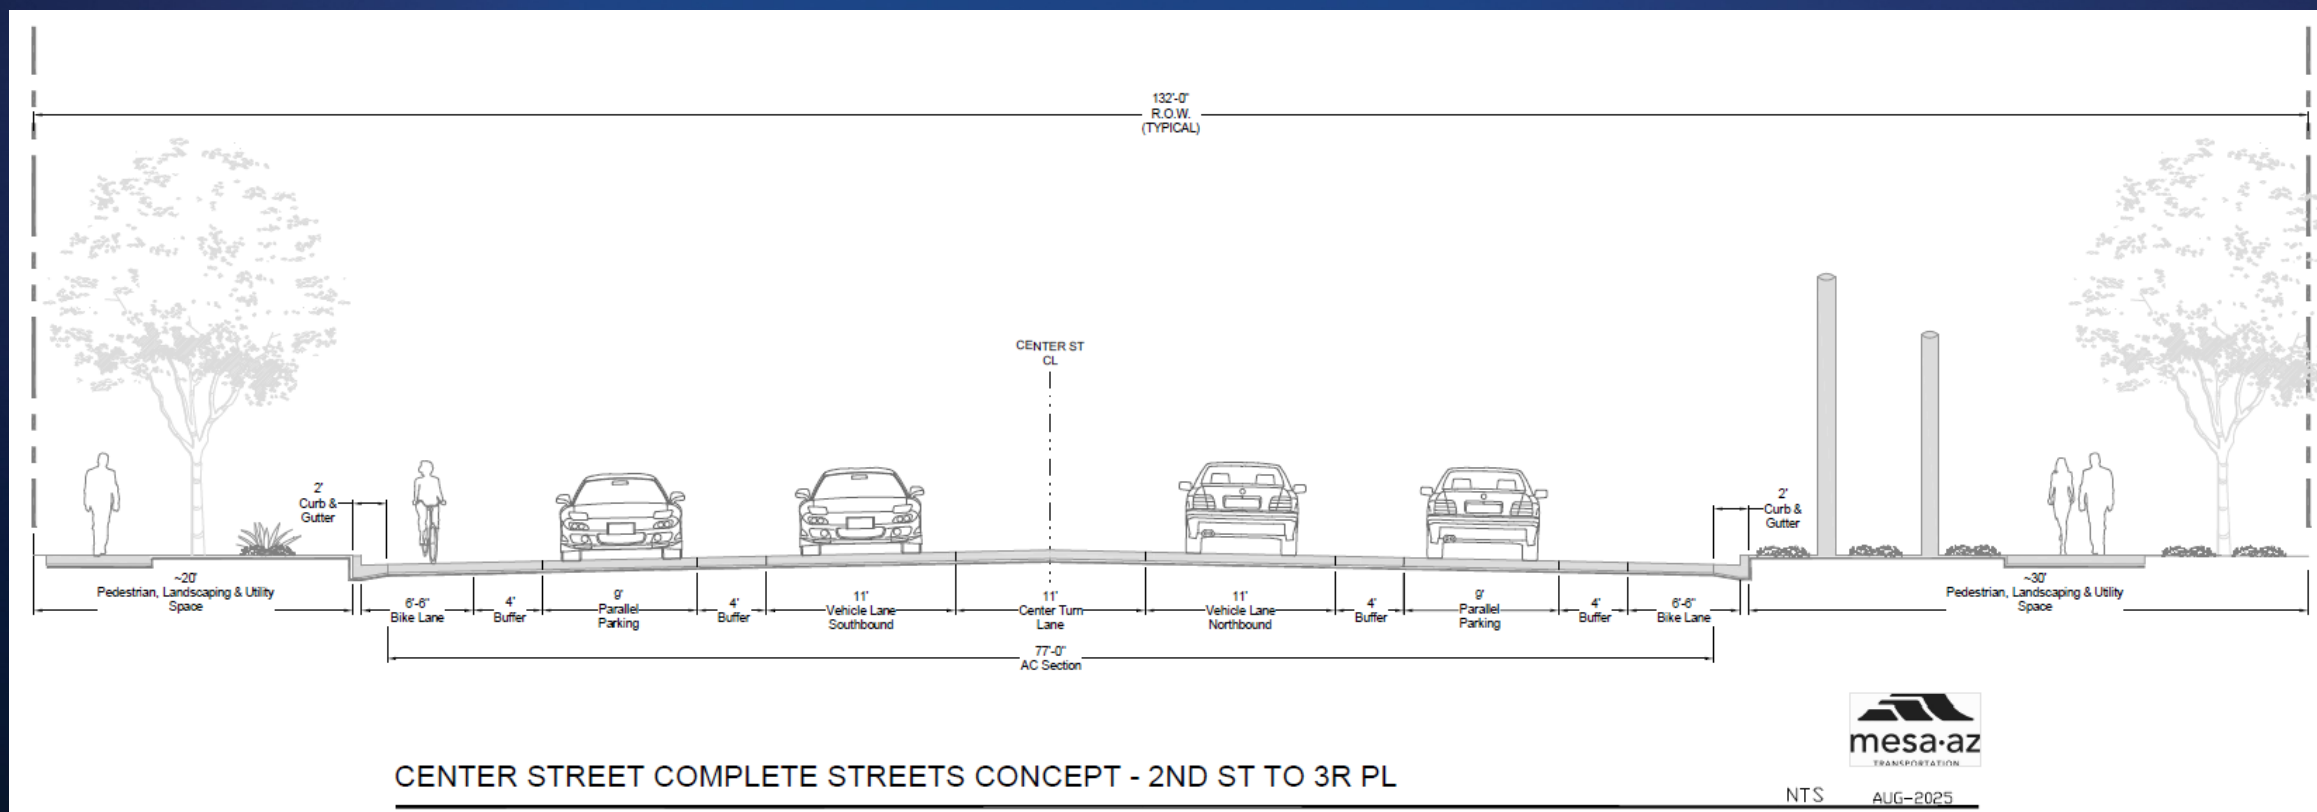 132'-0"
R.O.W.
(TYPICAL)
CENTER ST
CL
2'
Curb &
Gutter
2'
Curb &
Gutter
~20'
Pedestrian, Landscaping & Utility
Space
6'-6"
Bike Lane
4'
Buffer
9'
Parallel
Parking
4'
Buffer
11'
Vehicle Lane
Southbound
11'
Center Turn
Lane
11'
Vehicle Lane
Northbound
4'
Buffer
9'
Parallel
Parking
4'
Buffer
6'-6"
Bike Lane
~30'
Pedestrian, Landscaping & Utility
Space
77'-0"
AC Section
mesa·az
TRANSPORTATION
CENTER STREET COMPLETE STREETS CONCEPT - 2ND ST TO 3R PL
NTS
AUG-2025